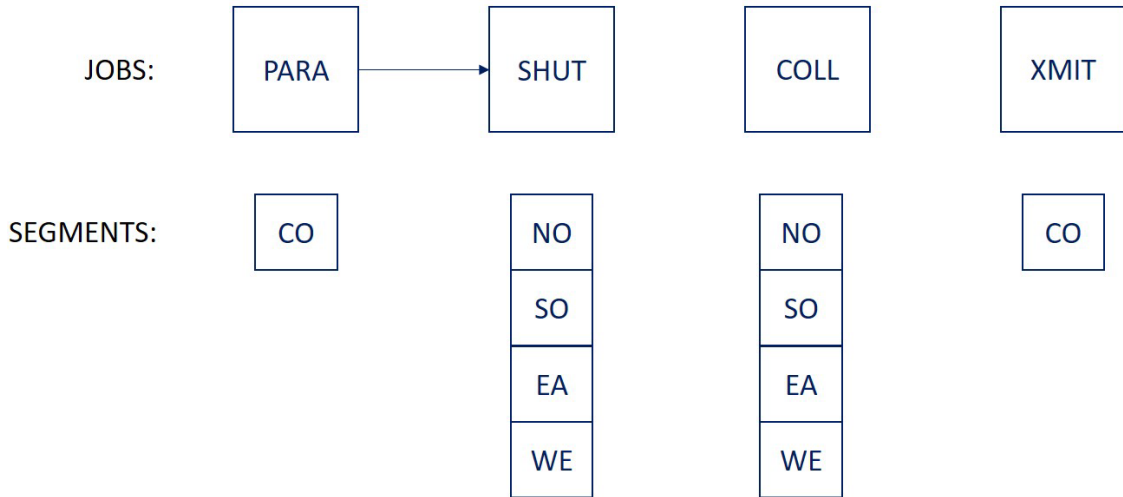 JOBS: PARA SHUT COLL XMIT
SEGMENTS: CO NO NO CO
SO SO
EA EA
WE WE